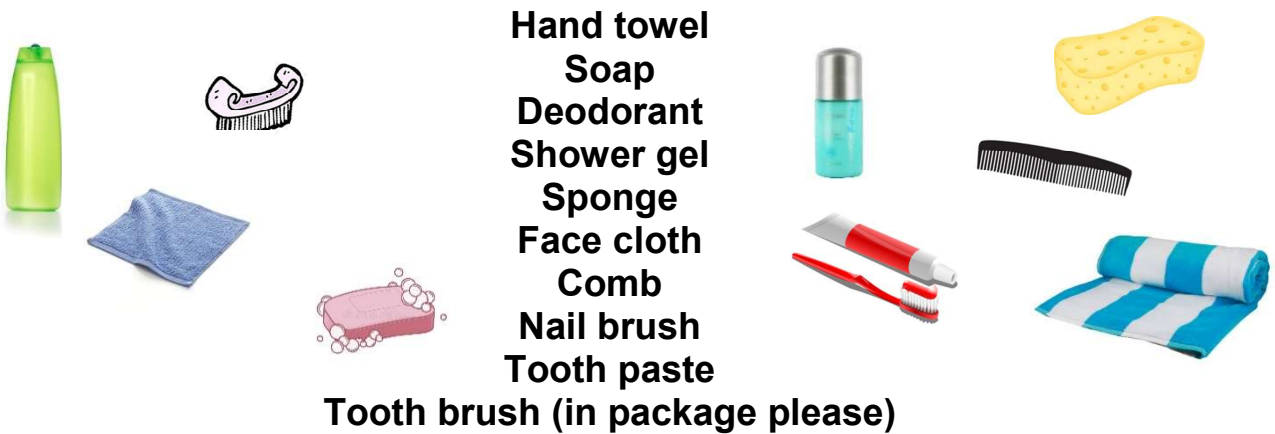 Hand towel
Soap
Deodorant
Shower gel
Sponge
Face cloth
Comb
Nail brush
Tooth paste
Tooth brush (in package please)